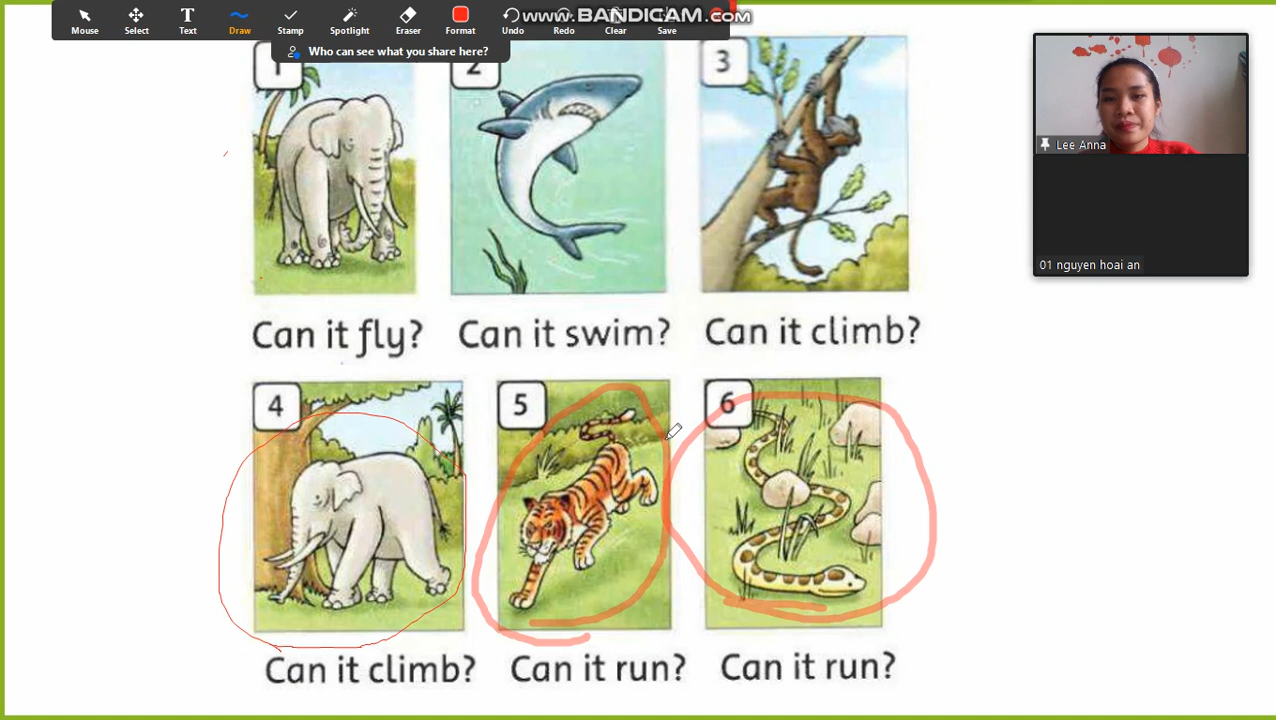 www.BANDICAM.com
Mouse Select Text Draw Stamp Spotlight Eraser Format Undo Redo Clear Save
Who can see what you share here?
1 2 3
Lee Anna
01 nguyen hoai an
Can it fly? Can it swim? Can it climb?
4 5 6
Can it climb? Can it run? Can it run?